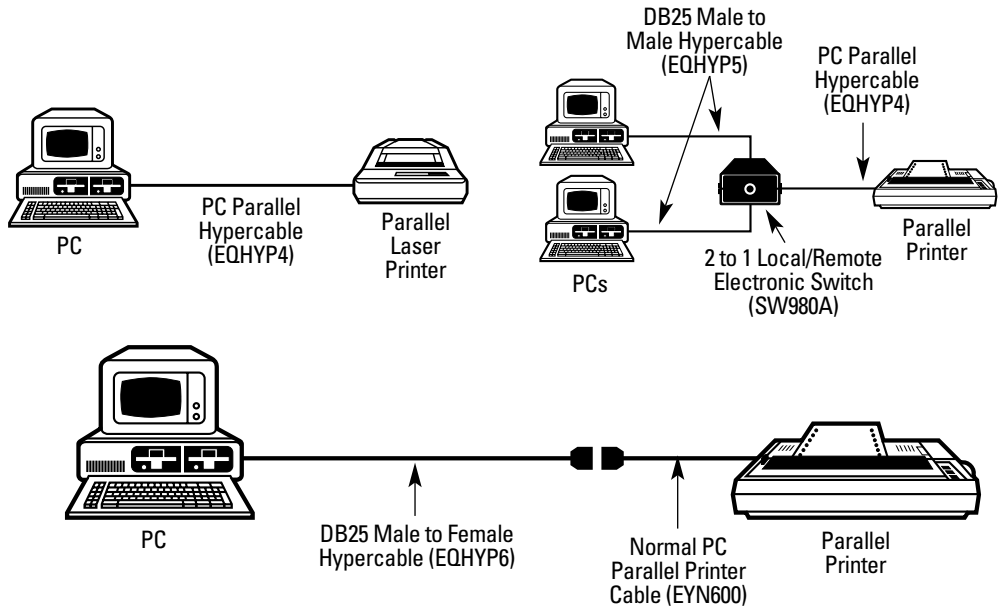 PC
PC Parallel
Hypercable
(EQHYP4)
Parallel
Laser
Printer
DB25 Male to
Male Hypercable
(EQHYP5)
PC Parallel
Hypercable
(EQHYP4)
PCs
2 to 1 Local/Remote
Electronic Switch
(SW980A)
Parallel
Printer
PC
DB25 Male to Female
Hypercable (EQHYP6)
Normal PC
Parallel Printer
Cable (EYN600)
Parallel
Printer